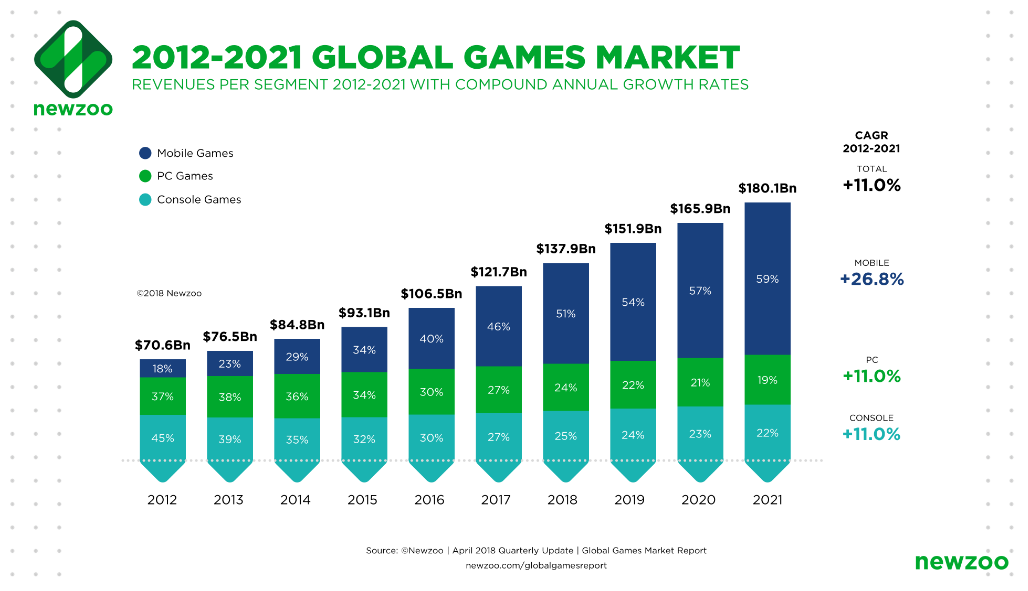 2012-2021 GLOBAL GAMES MARKET
REVENUES PER SEGMENT 2012-2021 WITH COMPOUND ANNUAL GROWTH RATES
newzoo
Mobile Games
PC Games
Console Games
©2018 Newzoo
CAGR
2012-2021
TOTAL
+11.0%
MOBILE
+26.8%
PC
+11.0%
CONSOLE
+11.0%
$70.6Bn
18%
37%
45%
2012
$76.5Bn
23%
38%
39%
2013
$84.8Bn
29%
36%
35%
2014
$93.1Bn
34%
34%
32%
2015
$106.5Bn
40%
30%
30%
2016
$121.7Bn
46%
27%
27%
2017
$137.9Bn
51%
24%
25%
2018
$151.9Bn
54%
22%
24%
2019
$165.9Bn
57%
21%
23%
2020
$180.1Bn
59%
19%
22%
2021
Source: ©Newzoo | April 2018 Quarterly Update | Global Games Market Report
newzoo.com/globalgamesreport
newzoo